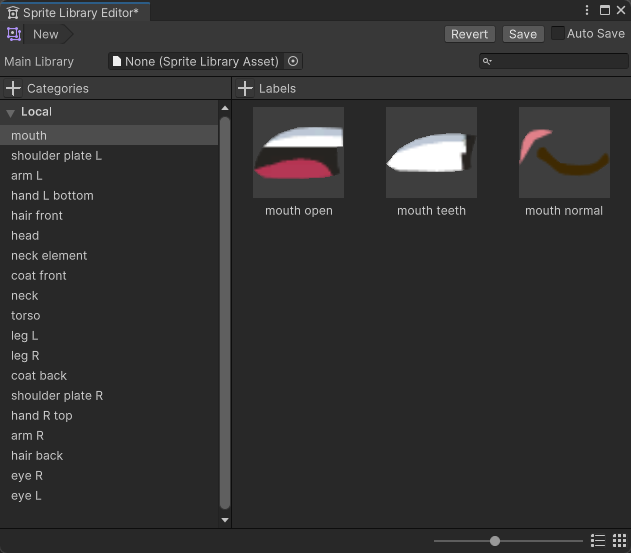 Sprite Library Editor*
New
Revert
Save
Auto Save
Main Library
None (Sprite Library Asset)
Categories
Labels
Local
mouth
shoulder plate L
arm L
hand L bottom
hair front
head
neck element
coat front
neck
torso
leg L
leg R
coat back
shoulder plate R
hand R top
arm R
hair back
eye R
eye L
mouth open
mouth teeth
mouth normal